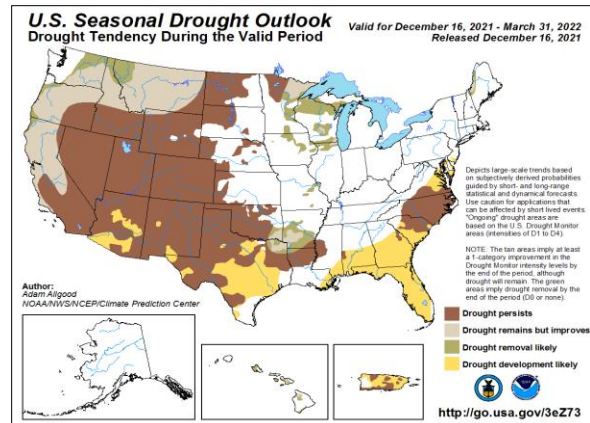 U.S. Seasonal Drought Outlook
Drought Tendency During the Valid Period
Valid for December 16, 2021 - March 31, 2022
Released December 16, 2021
Depicts large-scale trends based
on subjectively derived probabilities
guided by short- and long-range
statistical and dynamical forecasts.
Use caution for applications that
can be affected by short lived events.
"Ongoing" drought areas are
based on the U.S. Drought Monitor
areas (intensities of D1 to D4).
NOTE: The tan areas imply at least
a 1-category improvement in
the Drought Monitor intensity levels by
the end of the period, although
drought will remain. The green
areas imply drought removal by the
end of the period (D0 or none).
Author:
Adam Allgood
NOAA/NWS/NCEP/Climate Prediction Center
Drought persists
Drought remains but improves
Drought removal likely
Drought development likely
http://go.usa.gov/3eZ73